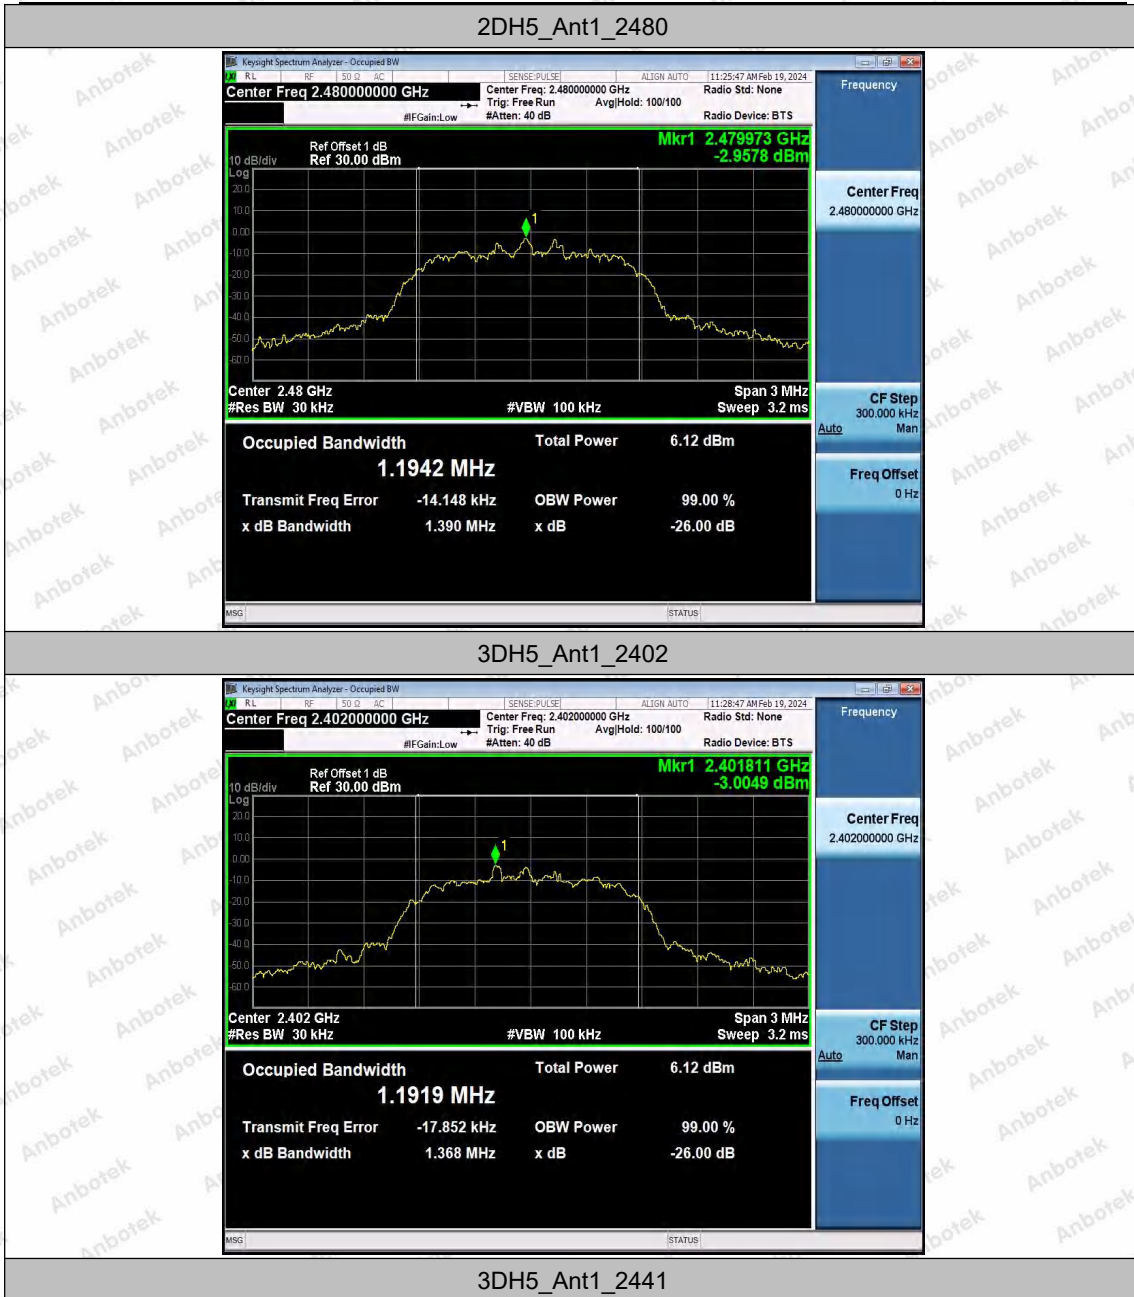 2DH5_Ant1_2480
Keysight Spectrum Analyzer - Occupied BW
RL RF 50 Ω AC SENSE:PULSE ALIGN AUTO 11:25:47 AM Feb 19, 2024
Center Freq 2.480000000 GHz Center Freq: 2.480000000 GHz Radio Std: None
Trig: Free Run Avg|Hold: 100/100
#IFGain:Low #Atten: 40 dB Radio Device: BTS
Frequency
Mkr1 2.479973 GHz
-2.9578 dBm
Ref Offset 1 dB
10 dB/div Ref 30.00 dBm
Log
20.0
10.0
0.00
-10.0
-20.0
-30.0
-40.0
-50.0
-60.0
1
Center 2.48 GHz Span 3 MHz
#Res BW 30 kHz #VBW 100 kHz Sweep 3.2 ms
Center Freq
2.480000000 GHz
CF Step
300.000 kHz
Auto Man
Freq Offset
0 Hz
Occupied Bandwidth Total Power 6.12 dBm
1.1942 MHz
Transmit Freq Error -14.148 kHz OBW Power 99.00 %
x dB Bandwidth 1.390 MHz x dB -26.00 dB
MSG STATUS
3DH5_Ant1_2402
Keysight Spectrum Analyzer - Occupied BW
RL RF 50 Ω AC SENSE:PULSE ALIGN AUTO 11:28:47 AM Feb 19, 2024
Center Freq 2.402000000 GHz Center Freq: 2.402000000 GHz Radio Std: None
Trig: Free Run Avg|Hold: 100/100
#IFGain:Low #Atten: 40 dB Radio Device: BTS
Frequency
Mkr1 2.401811 GHz
-3.0049 dBm
Ref Offset 1 dB
10 dB/div Ref 30.00 dBm
Log
20.0
10.0
0.00
-10.0
-20.0
-30.0
-40.0
-50.0
-60.0
1
Center 2.402 GHz Span 3 MHz
#Res BW 30 kHz #VBW 100 kHz Sweep 3.2 ms
Center Freq
2.402000000 GHz
CF Step
300.000 kHz
Auto Man
Freq Offset
0 Hz
Occupied Bandwidth Total Power 6.12 dBm
1.1919 MHz
Transmit Freq Error -17.852 kHz OBW Power 99.00 %
x dB Bandwidth 1.368 MHz x dB -26.00 dB
MSG STATUS
3DH5_Ant1_2441
Anbotek